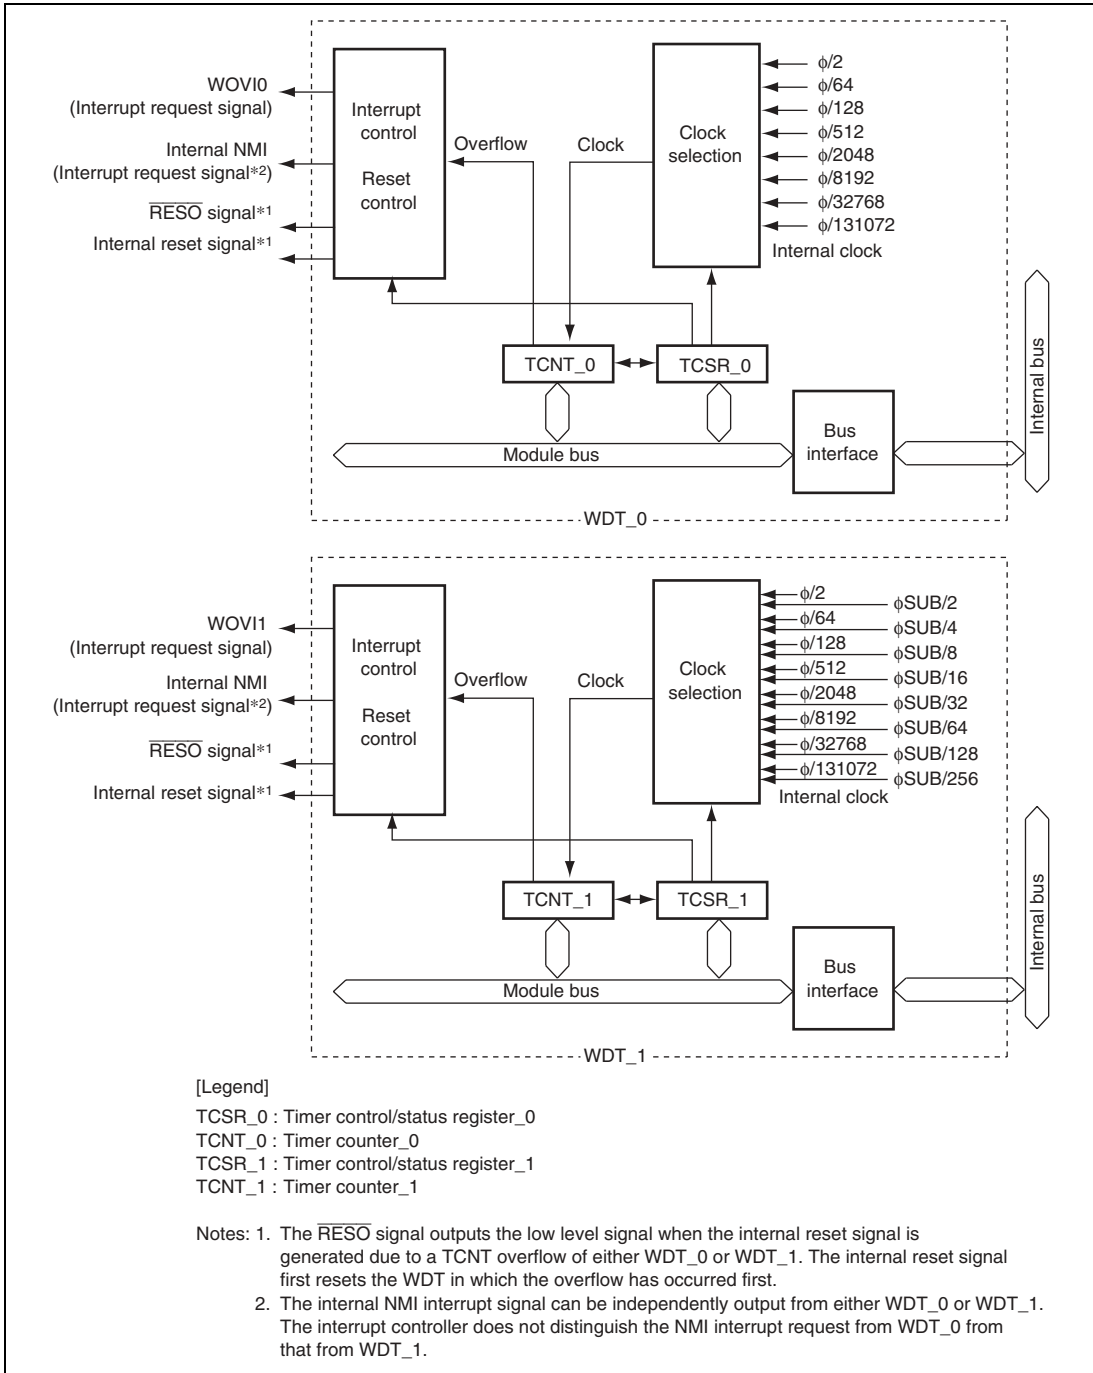 WOVI0
(Interrupt request signal)
Internal NMI
(Interrupt request signal*2)
RESO signal*1
Internal reset signal*1
Interrupt
control
Reset
control
Overflow
Clock
Clock
selection
ϕ/2
ϕ/64
ϕ/128
ϕ/512
ϕ/2048
ϕ/8192
ϕ/32768
ϕ/131072
Internal clock
TCNT_0
TCSR_0
Module bus
Bus
interface
Internal bus
WDT_0
WOVI1
(Interrupt request signal)
Internal NMI
(Interrupt request signal*2)
RESO signal*1
Internal reset signal*1
Interrupt
control
Reset
control
Overflow
Clock
Clock
selection
ϕ/2
ϕSUB/2
ϕ/64
ϕSUB/4
ϕ/128
ϕSUB/8
ϕ/512
ϕSUB/16
ϕ/2048
ϕSUB/32
ϕ/8192
ϕSUB/64
ϕ/32768
ϕSUB/128
ϕ/131072
ϕSUB/256
Internal clock
TCNT_1
TCSR_1
Module bus
Bus
interface
Internal bus
WDT_1
[Legend]
TCSR_0 : Timer control/status register_0
TCNT_0 : Timer counter_0
TCSR_1 : Timer control/status register_1
TCNT_1 : Timer counter_1
Notes: 1. The RESO signal outputs the low level signal when the internal reset signal is
generated due to a TCNT overflow of either WDT_0 or WDT_1. The internal reset signal
first resets the WDT in which the overflow has occurred first.
2. The internal NMI interrupt signal can be independently output from either WDT_0 or WDT_1.
The interrupt controller does not distinguish the NMI interrupt request from WDT_0 from
that from WDT_1.